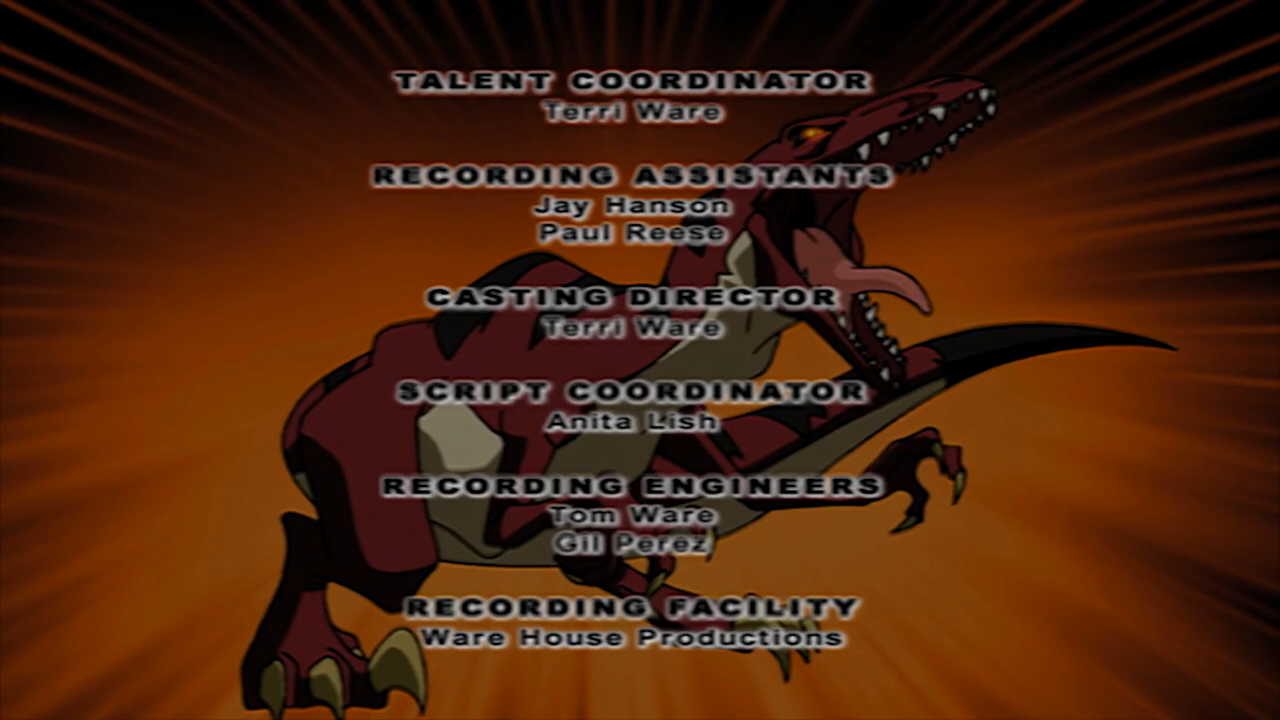 TALENT COORDINATOR
Terri Ware
RECORDING ASSISTANTS
Jay Hanson
Paul Reese
CASTING DIRECTOR
Terri Ware
SCRIPT COORDINATOR
Anita Lish
RECORDING ENGINEERS
Tom Ware
Gil Perez
RECORDING FACILITY
Ware House Productions